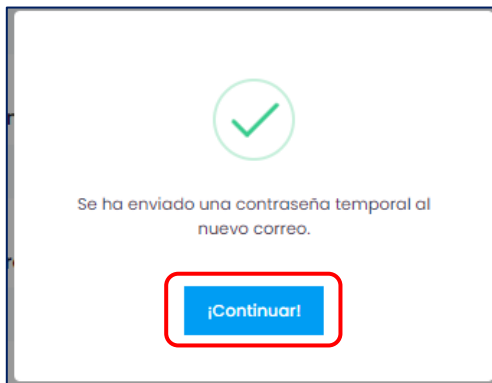 Se ha enviado una contraseña temporal al
nuevo correo.
¡Continuar!